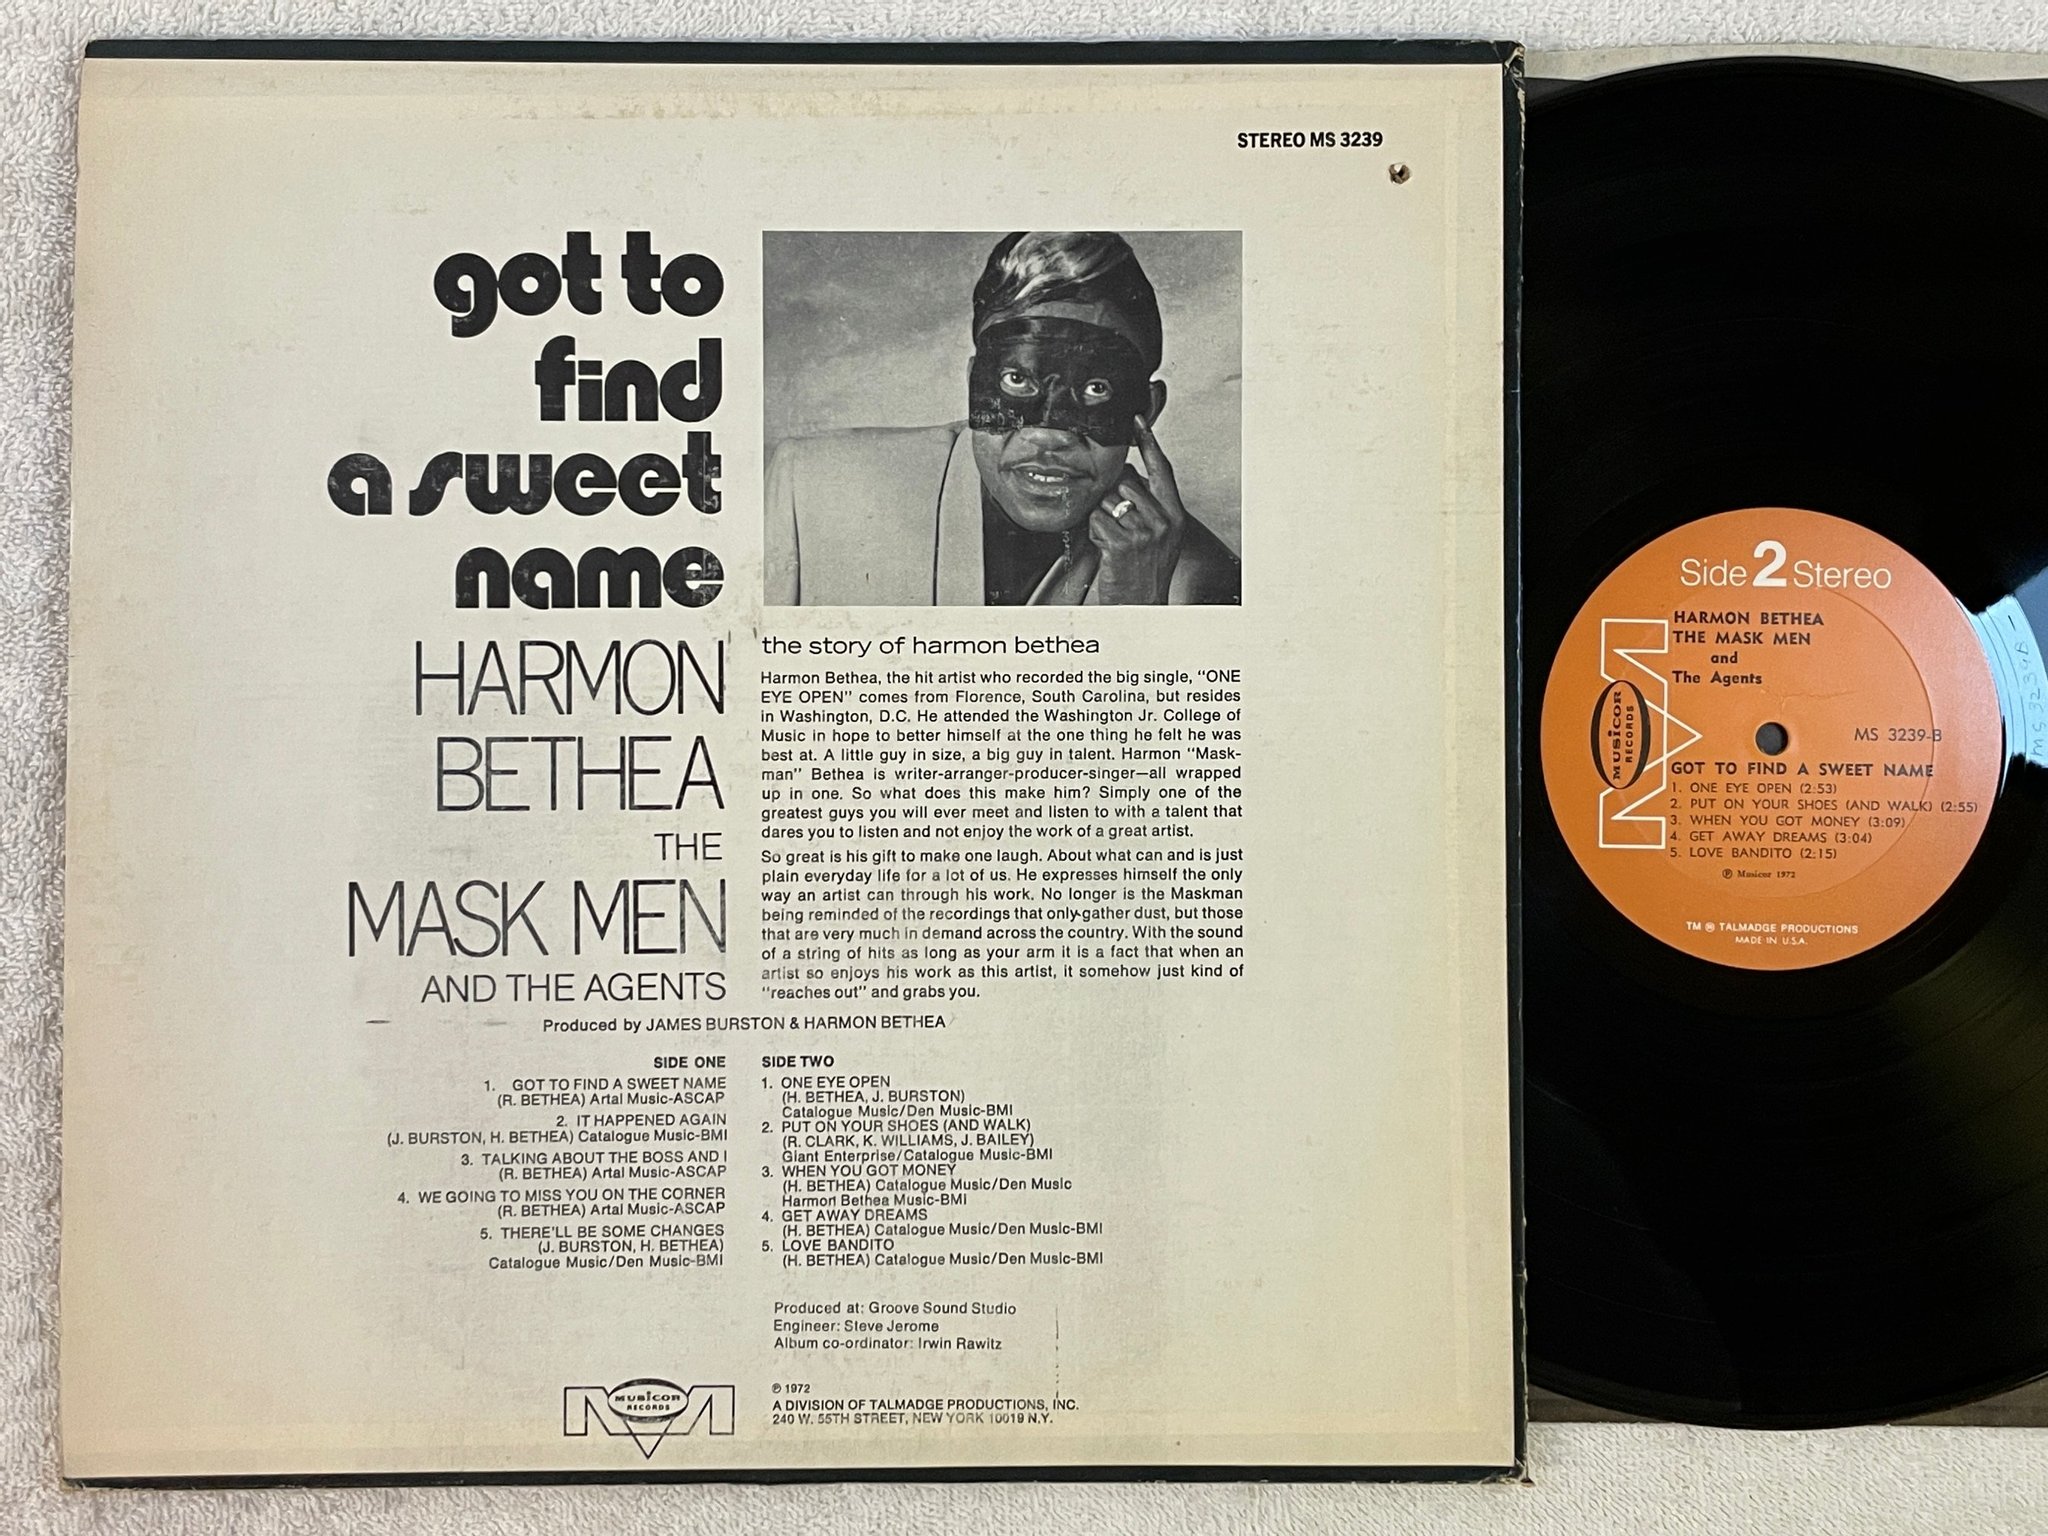 STEREO MS 3239
got to
find
a sweet
name
HARMON
BETHEA
THE
MASK MEN
AND THE AGENTS
the story of harmon bethea
Harmon Bethea, the hit artist who recorded the big single, "ONE
EYE OPEN" comes from Florence, South Carolina, but resides
in Washington, D.C. He attended the Washington Jr. College of
Music in hope to better himself at the one thing he felt he was
best at. A little guy in size, a big guy in talent. Harmon "Mask-
man" Bethea is writer-arranger-producer-singer—all wrapped
up in one. So what does this make him? Simply one of the
greatest guys you will ever meet and listen to with a talent that
dares you to listen and not enjoy the work of a great artist.
So great is his gift to make one laugh. About what can and is just
plain everyday life for a lot of us. He expresses himself the only
way an artist can through his work. No longer is the Maskman
being reminded of the recordings that only gather dust, but those
that are very much in demand across the country. With the sound
of a string of hits as long as your arm it is a fact that when an
artist so enjoys his work as this artist, it somehow just kind of
"reaches out" and grabs you.
Produced by JAMES BURSTON & HARMON BETHEA
SIDE ONE
1. GOT TO FIND A SWEET NAME
(R. BETHEA) Artal Music-ASCAP
2. IT HAPPENED AGAIN
(J. BURSTON, H. BETHEA) Catalogue Music-BMI
3. TALKING ABOUT THE BOSS AND I
(R. BETHEA) Artal Music-ASCAP
4. WE GOING TO MISS YOU ON THE CORNER
(R. BETHEA) Artal Music-ASCAP
5. THERE'LL BE SOME CHANGES
(J. BURSTON, H. BETHEA)
Catalogue Music/Den Music-BMI
SIDE TWO
1. ONE EYE OPEN
(H. BETHEA, J. BURSTON)
Catalogue Music/Den Music-BMI
2. PUT ON YOUR SHOES (AND WALK)
(R. CLARK, K. WILLIAMS, J. BAILEY)
Giant Enterprise/Catalogue Music-BMI
3. WHEN YOU GOT MONEY
(H. BETHEA) Catalogue Music/Den Music
Harmon Bethea Music-BMI
4. GET AWAY DREAMS
(H. BETHEA) Catalogue Music/Den Music-BMI
5. LOVE BANDITO
(H. BETHEA) Catalogue Music/Den Music-BMI
Produced at: Groove Sound Studio
Engineer: Steve Jerome
Album co-ordinator: Irwin Rawitz
MUSICOR
RECORDS
℗ 1972
A DIVISION OF TALMADGE PRODUCTIONS, INC.
240 W. 55TH STREET, NEW YORK 10019 N.Y.
Side 2 Stereo
HARMON BETHEA
THE MASK MEN
and
The Agents
MUSICOR
RECORDS
MS 3239-B
GOT TO FIND A SWEET NAME
1. ONE EYE OPEN (2:53)
2. PUT ON YOUR SHOES (AND WALK) (2:55)
3. WHEN YOU GOT MONEY (3:09)
4. GET AWAY DREAMS (3:04)
5. LOVE BANDITO (2:15)
℗ Musicor 1972
TM ® TALMADGE PRODUCTIONS
MADE IN U.S.A.
MS 3239B -